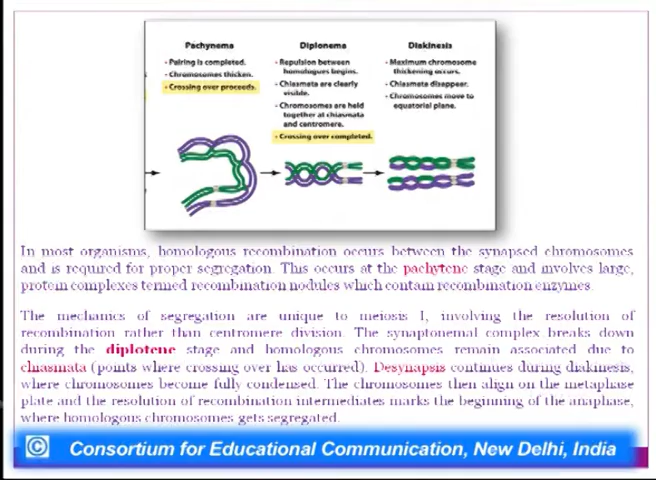 Pachynema
- Pairing is completed.
- Chromosomes thicken.
- Crossing over proceeds.
Diplonema
- Repulsion between
homologues begins.
- Chiasmata are clearly
visible.
- Chromosomes are held
together at chiasmata
and centromere.
- Crossing over completed.
Diakinesis
- Maximum chromosome
thickening occurs.
- Chiasmata disappear.
- Chromosomes move to
equatorial plane.
In most organisms, homologous recombination occurs between the synapsed chromosomes
and is required for proper segregation. This occurs at the pachytene stage and involves large,
protein complexes termed recombination nodules which contain recombination enzymes.
The mechanics of segregation are unique to meiosis I, involving the resolution of
recombination rather than centromere division. The synaptonemal complex breaks down
during the diplotene stage and homologous chromosomes remain associated due to
chiasmata (points where crossing over has occurred). Desynapsis continues during diakinesis,
where chromosomes become fully condensed. The chromosomes then align on the metaphase
plate and the resolution of recombination intermediates marks the beginning of the anaphase,
where homologous chromosomes gets segregated.
© Consortium for Educational Communication, New Delhi, India